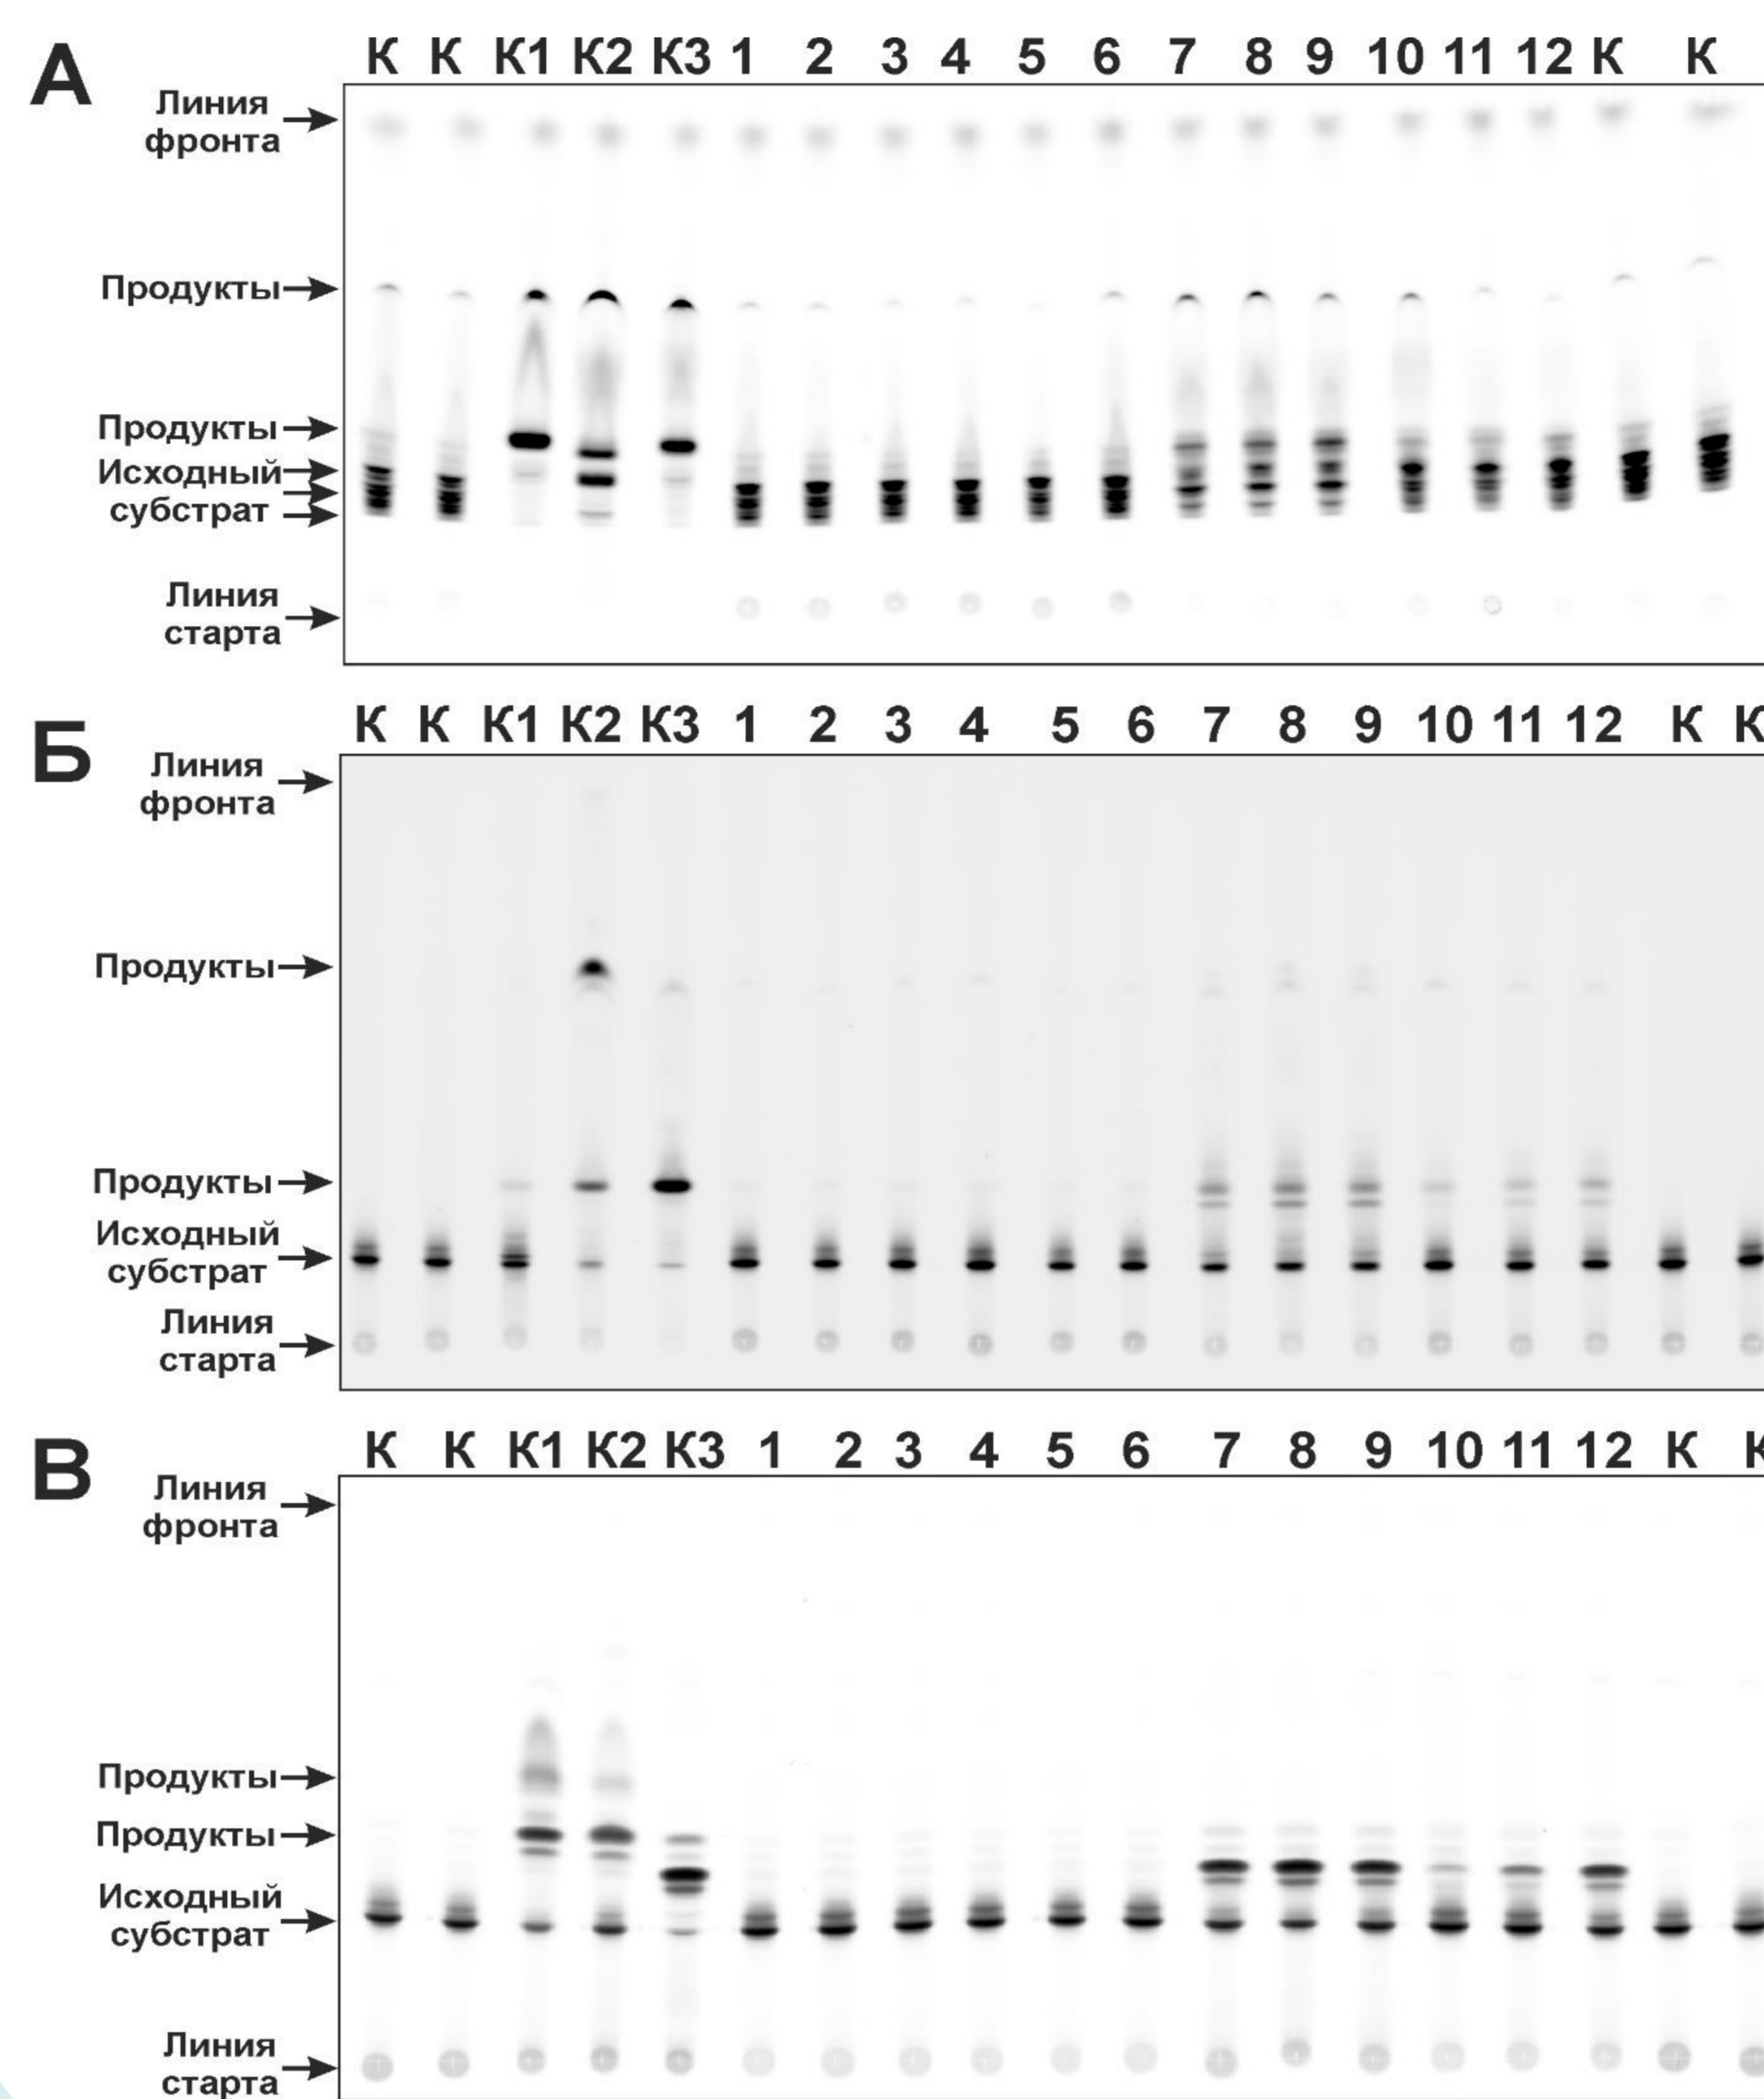 А
К К К1 К2 К3 1 2 3 4 5 6 7 8 9 10 11 12 К К
Линия
фронта
Продукты
Продукты
Исходный
субстрат
Линия
старта
Б
К К К1 К2 К3 1 2 3 4 5 6 7 8 9 10 11 12 К К
Линия
фронта
Продукты
Продукты
Исходный
субстрат
Линия
старта
В
К К К1 К2 К3 1 2 3 4 5 6 7 8 9 10 11 12 К К
Линия
фронта
Продукты
Продукты
Исходный
субстрат
Линия
старта